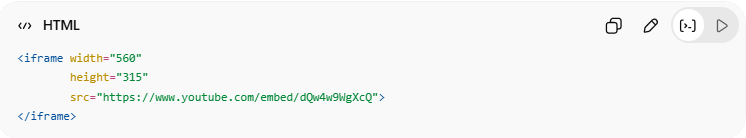 HTML
<iframe width="560"
height="315"
src="https://www.youtube.com/embed/dQw4w9WgXcQ">
</iframe>